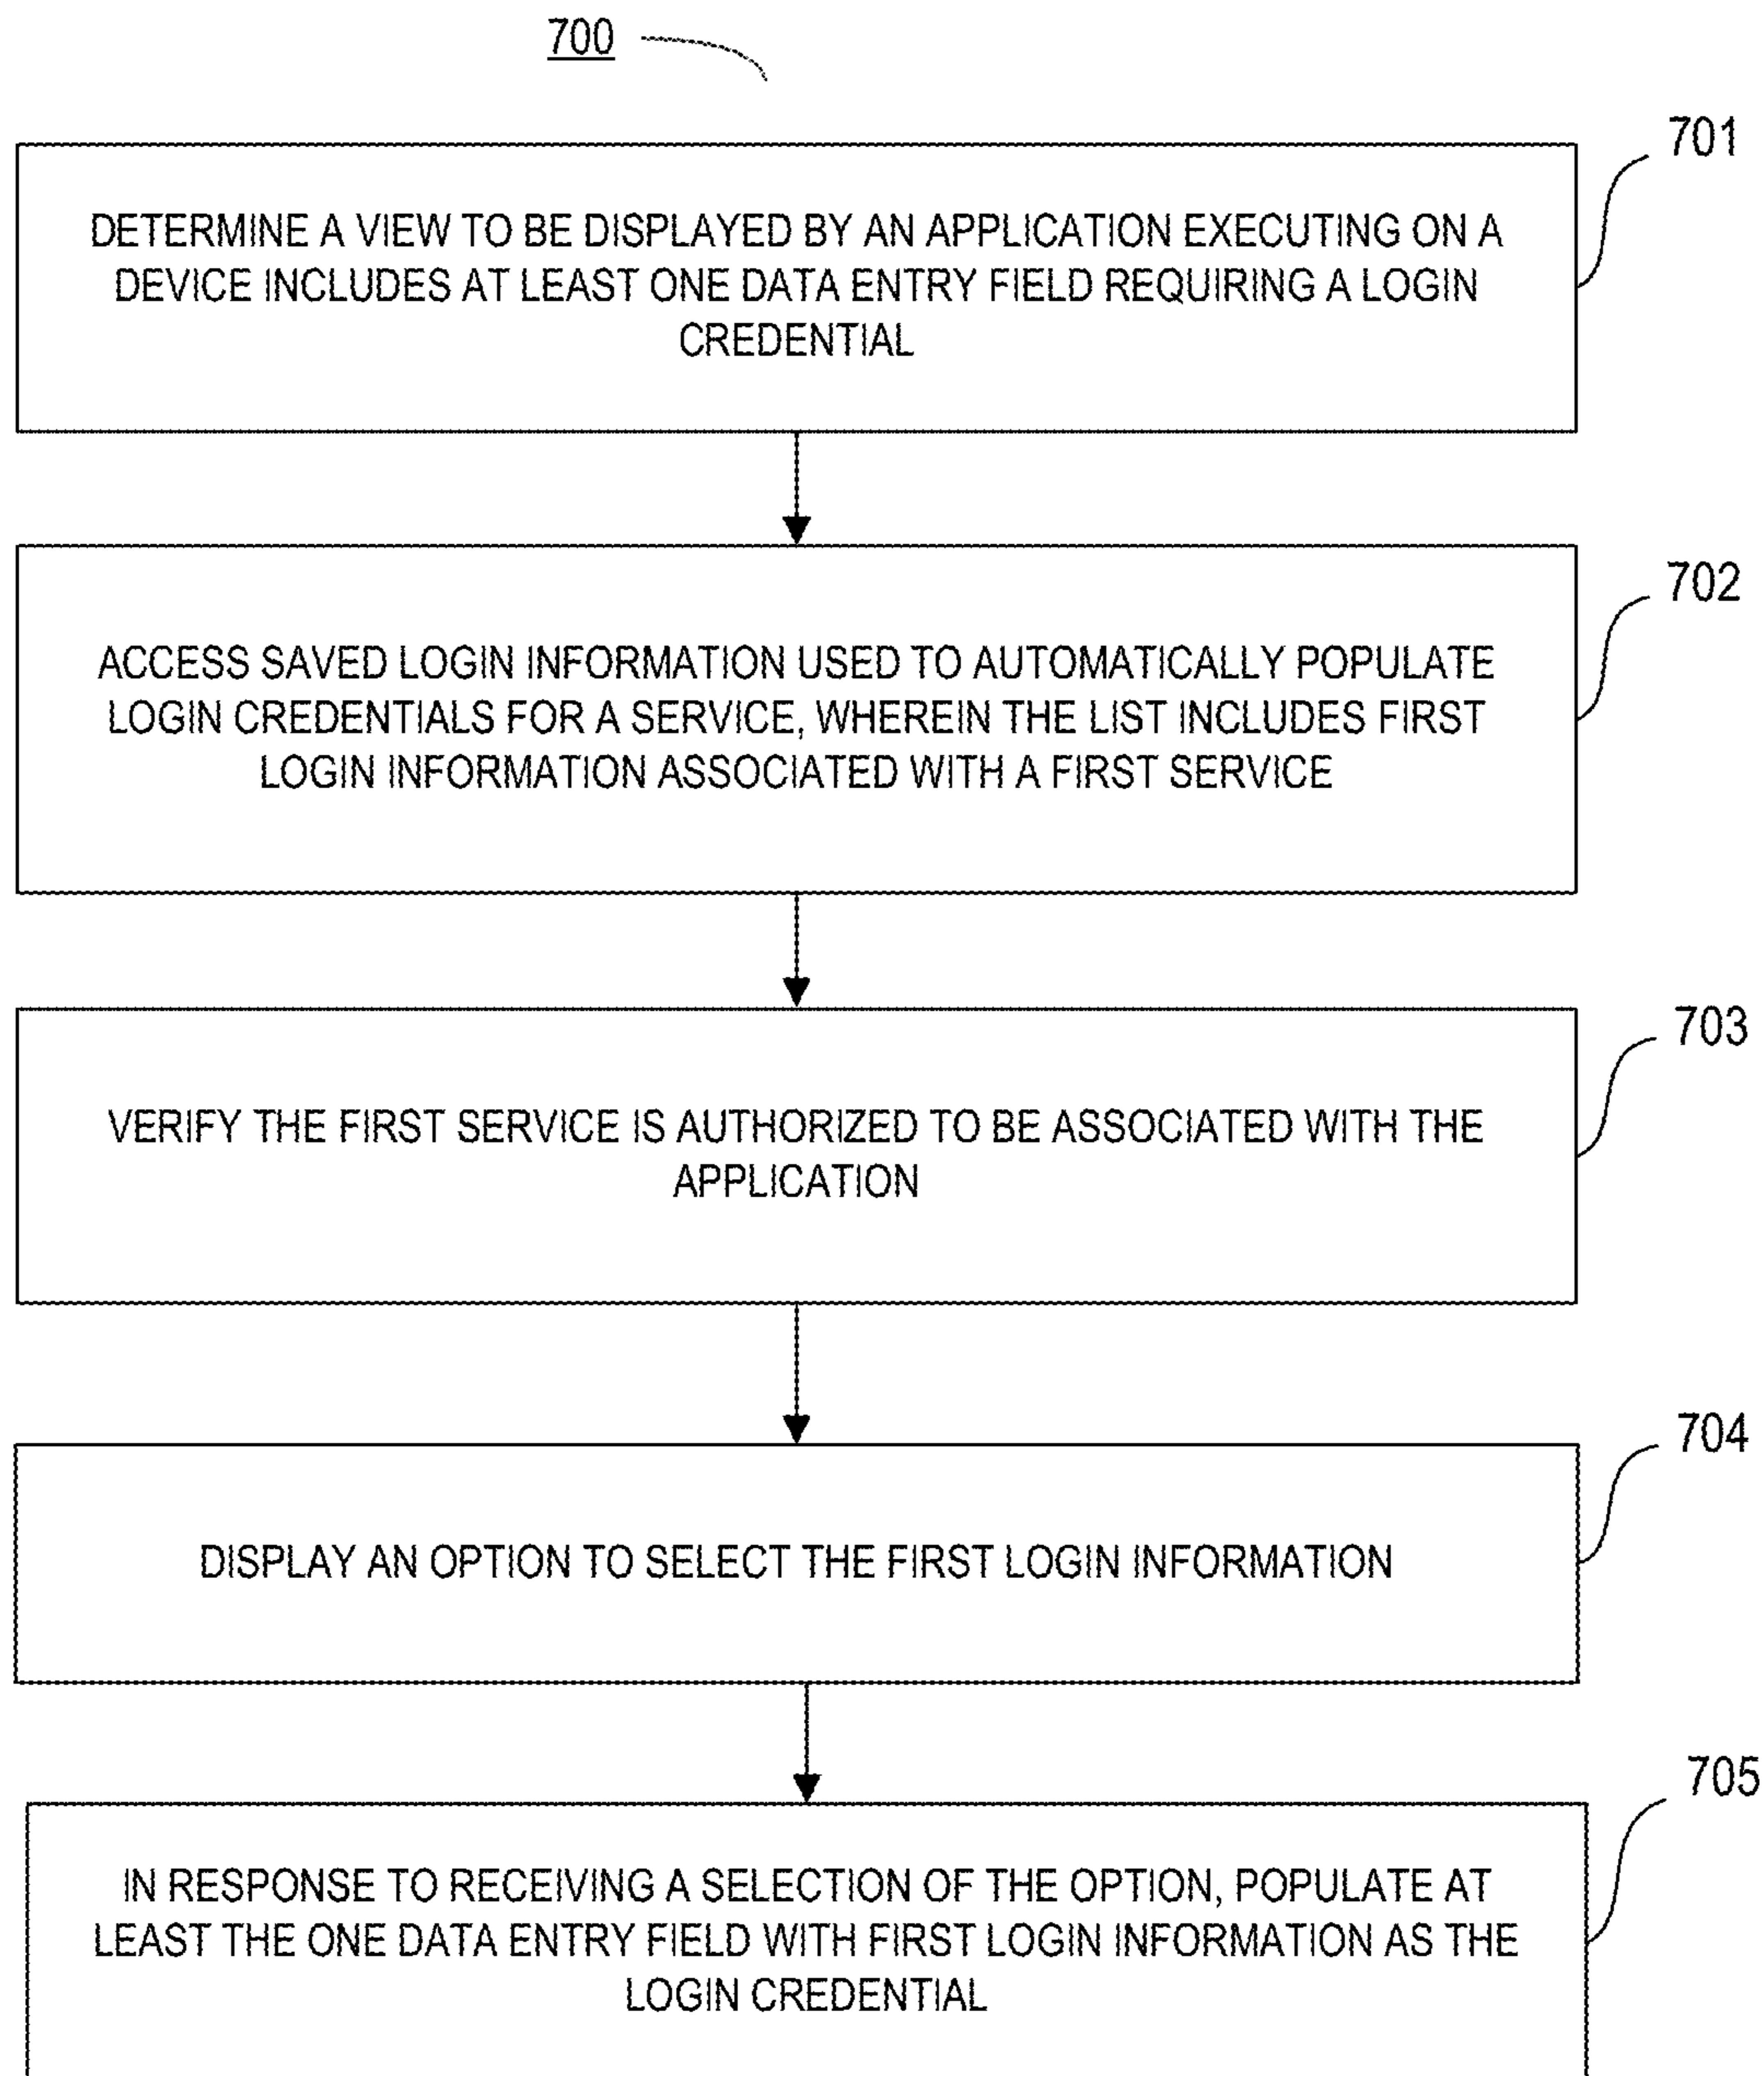 700
701
DETERMINE A VIEW TO BE DISPLAYED BY AN APPLICATION EXECUTING ON A
DEVICE INCLUDES AT LEAST ONE DATA ENTRY FIELD REQUIRING A LOGIN
CREDENTIAL
702
ACCESS SAVED LOGIN INFORMATION USED TO AUTOMATICALLY POPULATE
LOGIN CREDENTIALS FOR A SERVICE, WHEREIN THE LIST INCLUDES FIRST
LOGIN INFORMATION ASSOCIATED WITH A FIRST SERVICE
703
VERIFY THE FIRST SERVICE IS AUTHORIZED TO BE ASSOCIATED WITH THE
APPLICATION
704
DISPLAY AN OPTION TO SELECT THE FIRST LOGIN INFORMATION
705
IN RESPONSE TO RECEIVING A SELECTION OF THE OPTION, POPULATE AT
LEAST THE ONE DATA ENTRY FIELD WITH FIRST LOGIN INFORMATION AS THE
LOGIN CREDENTIAL